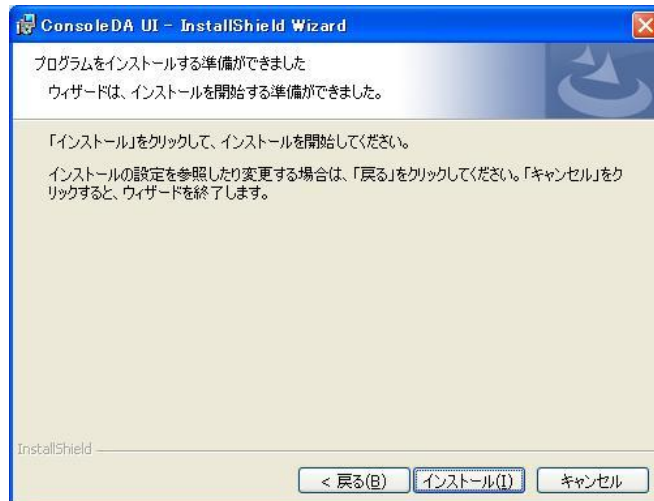 ConsoleDA UI - InstallShield Wizard
プログラムをインストールする準備ができました
ウィザードは、インストールを開始する準備ができました。
「インストール」をクリックして、インストールを開始してください。
インストールの設定を参照したり変更する場合は、「戻る」をクリックしてください。「キャンセル」をク
リックすると、ウィザードを終了します。
InstallShield
< 戻る(B)
インストール(I)
キャンセル